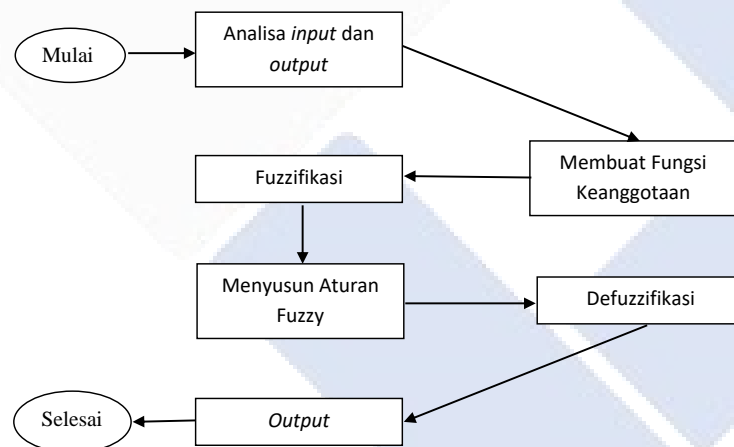 Mulai
Analisa input dan
output
Membuat Fungsi
Keanggotaan
Fuzzifikasi
Menyusun Aturan
Fuzzy
Defuzzifikasi
Output
Selesai